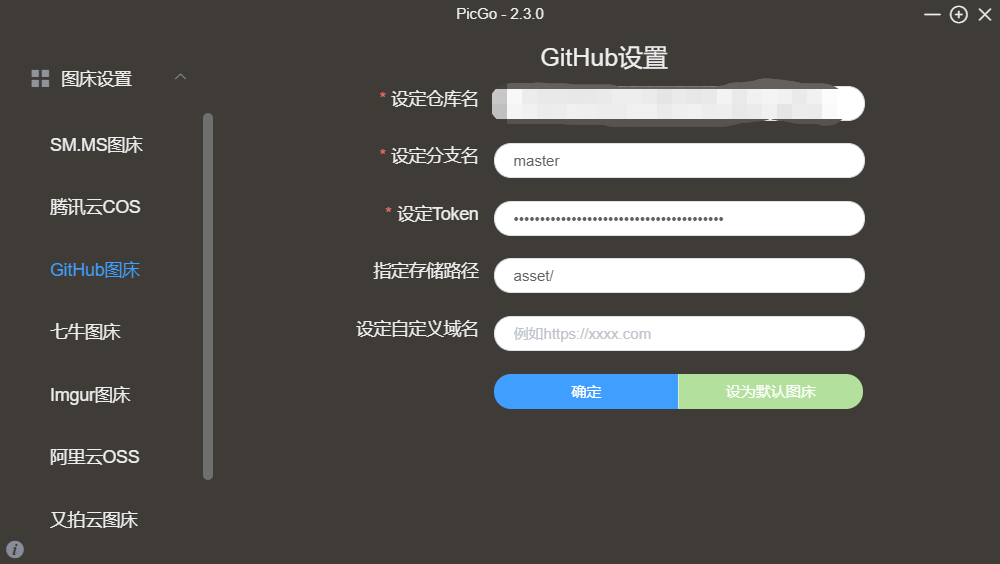 PicGo - 2.3.0
图床设置
SM.MS图床
腾讯云COS
GitHub图床
七牛图床
Imgur图床
阿里云OSS
又拍云图床
GitHub设置
* 设定仓库名
* 设定分支名
master
* 设定Token
指定存储路径
asset/
设定自定义域名
例如https://xxxx.com
确定
设为默认图床